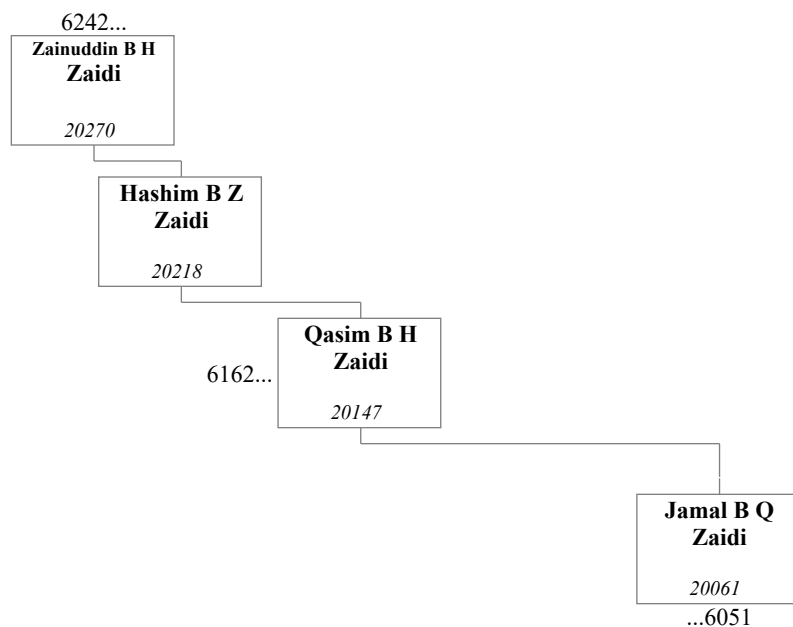 6242...
Zainuddin B H
Zaidi
20270
Hashim B Z
Zaidi
20218
Qasim B H
Zaidi
6162...
20147
Jamal B Q
Zaidi
20061
...6051